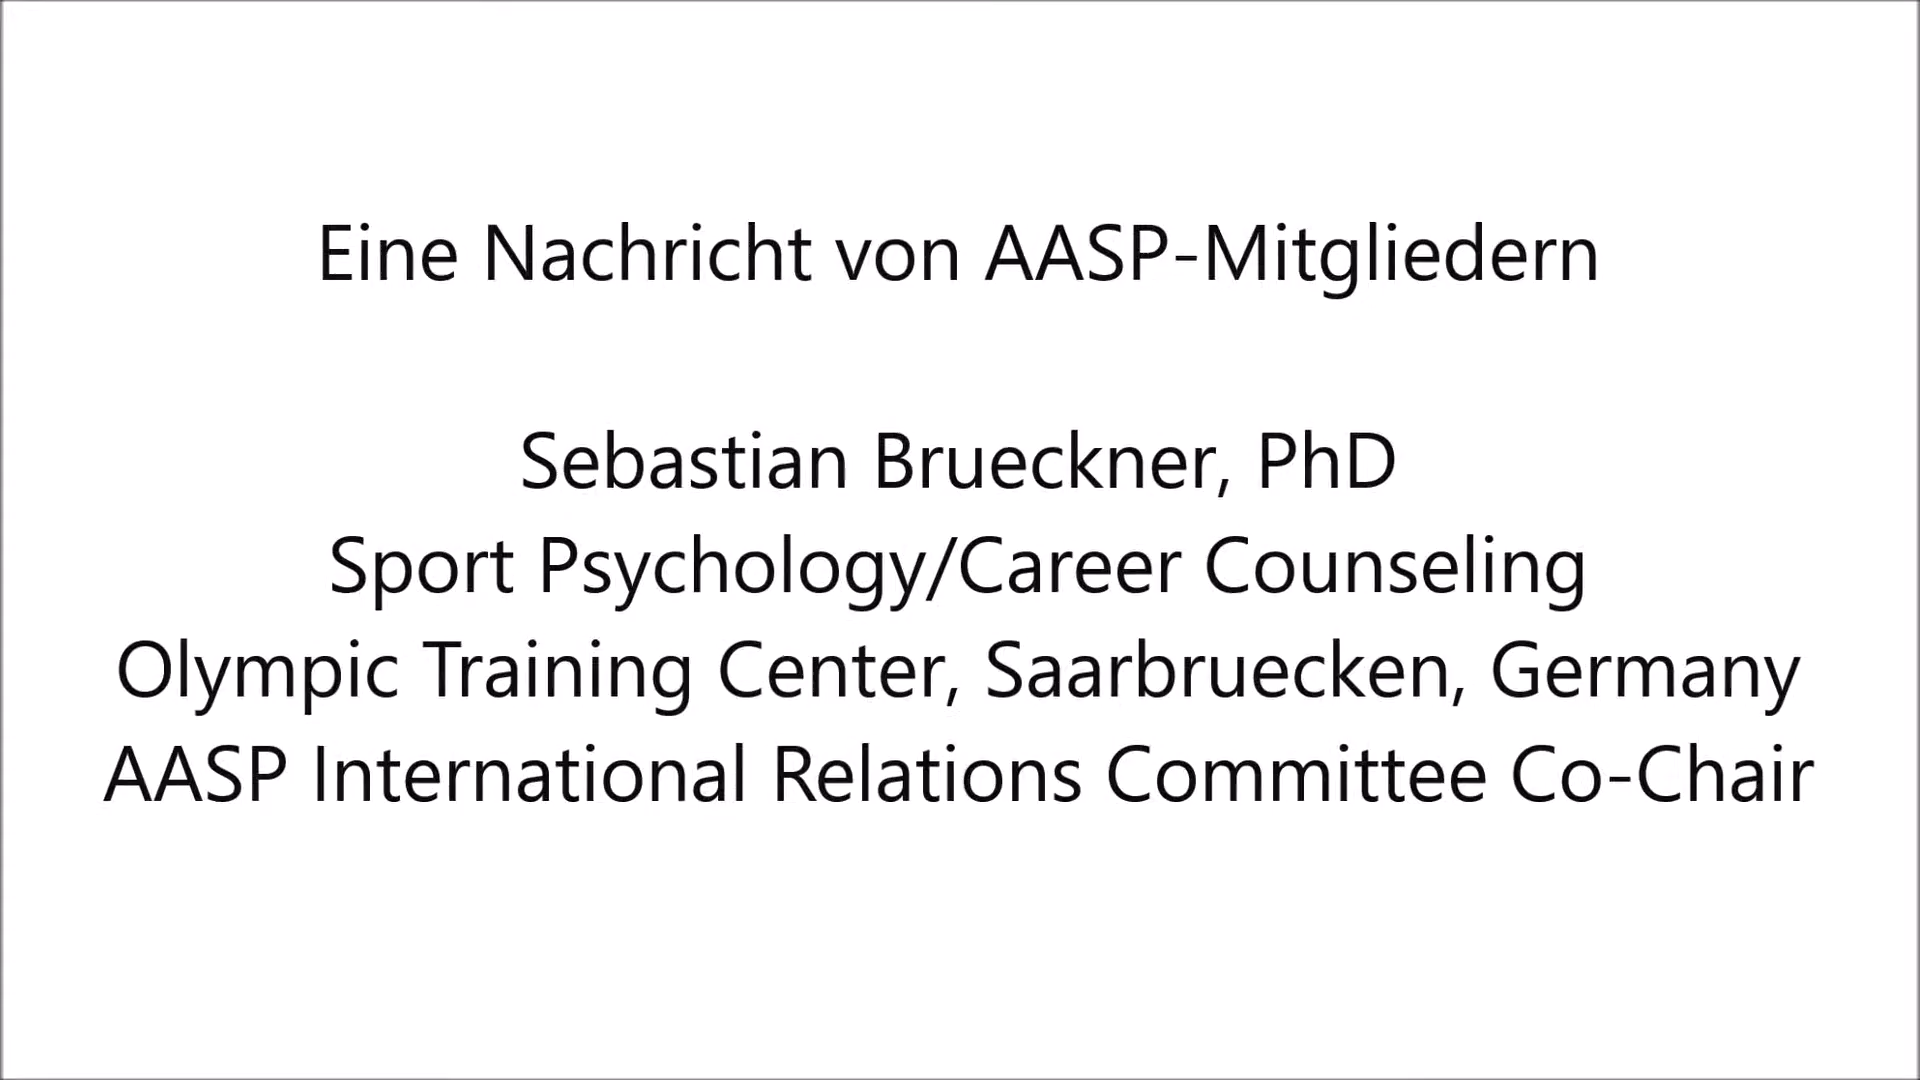 Eine Nachricht von AASP-Mitgliedern
Sebastian Brueckner, PhD
Sport Psychology/Career Counseling
Olympic Training Center, Saarbruecken, Germany
AASP International Relations Committee Co-Chair